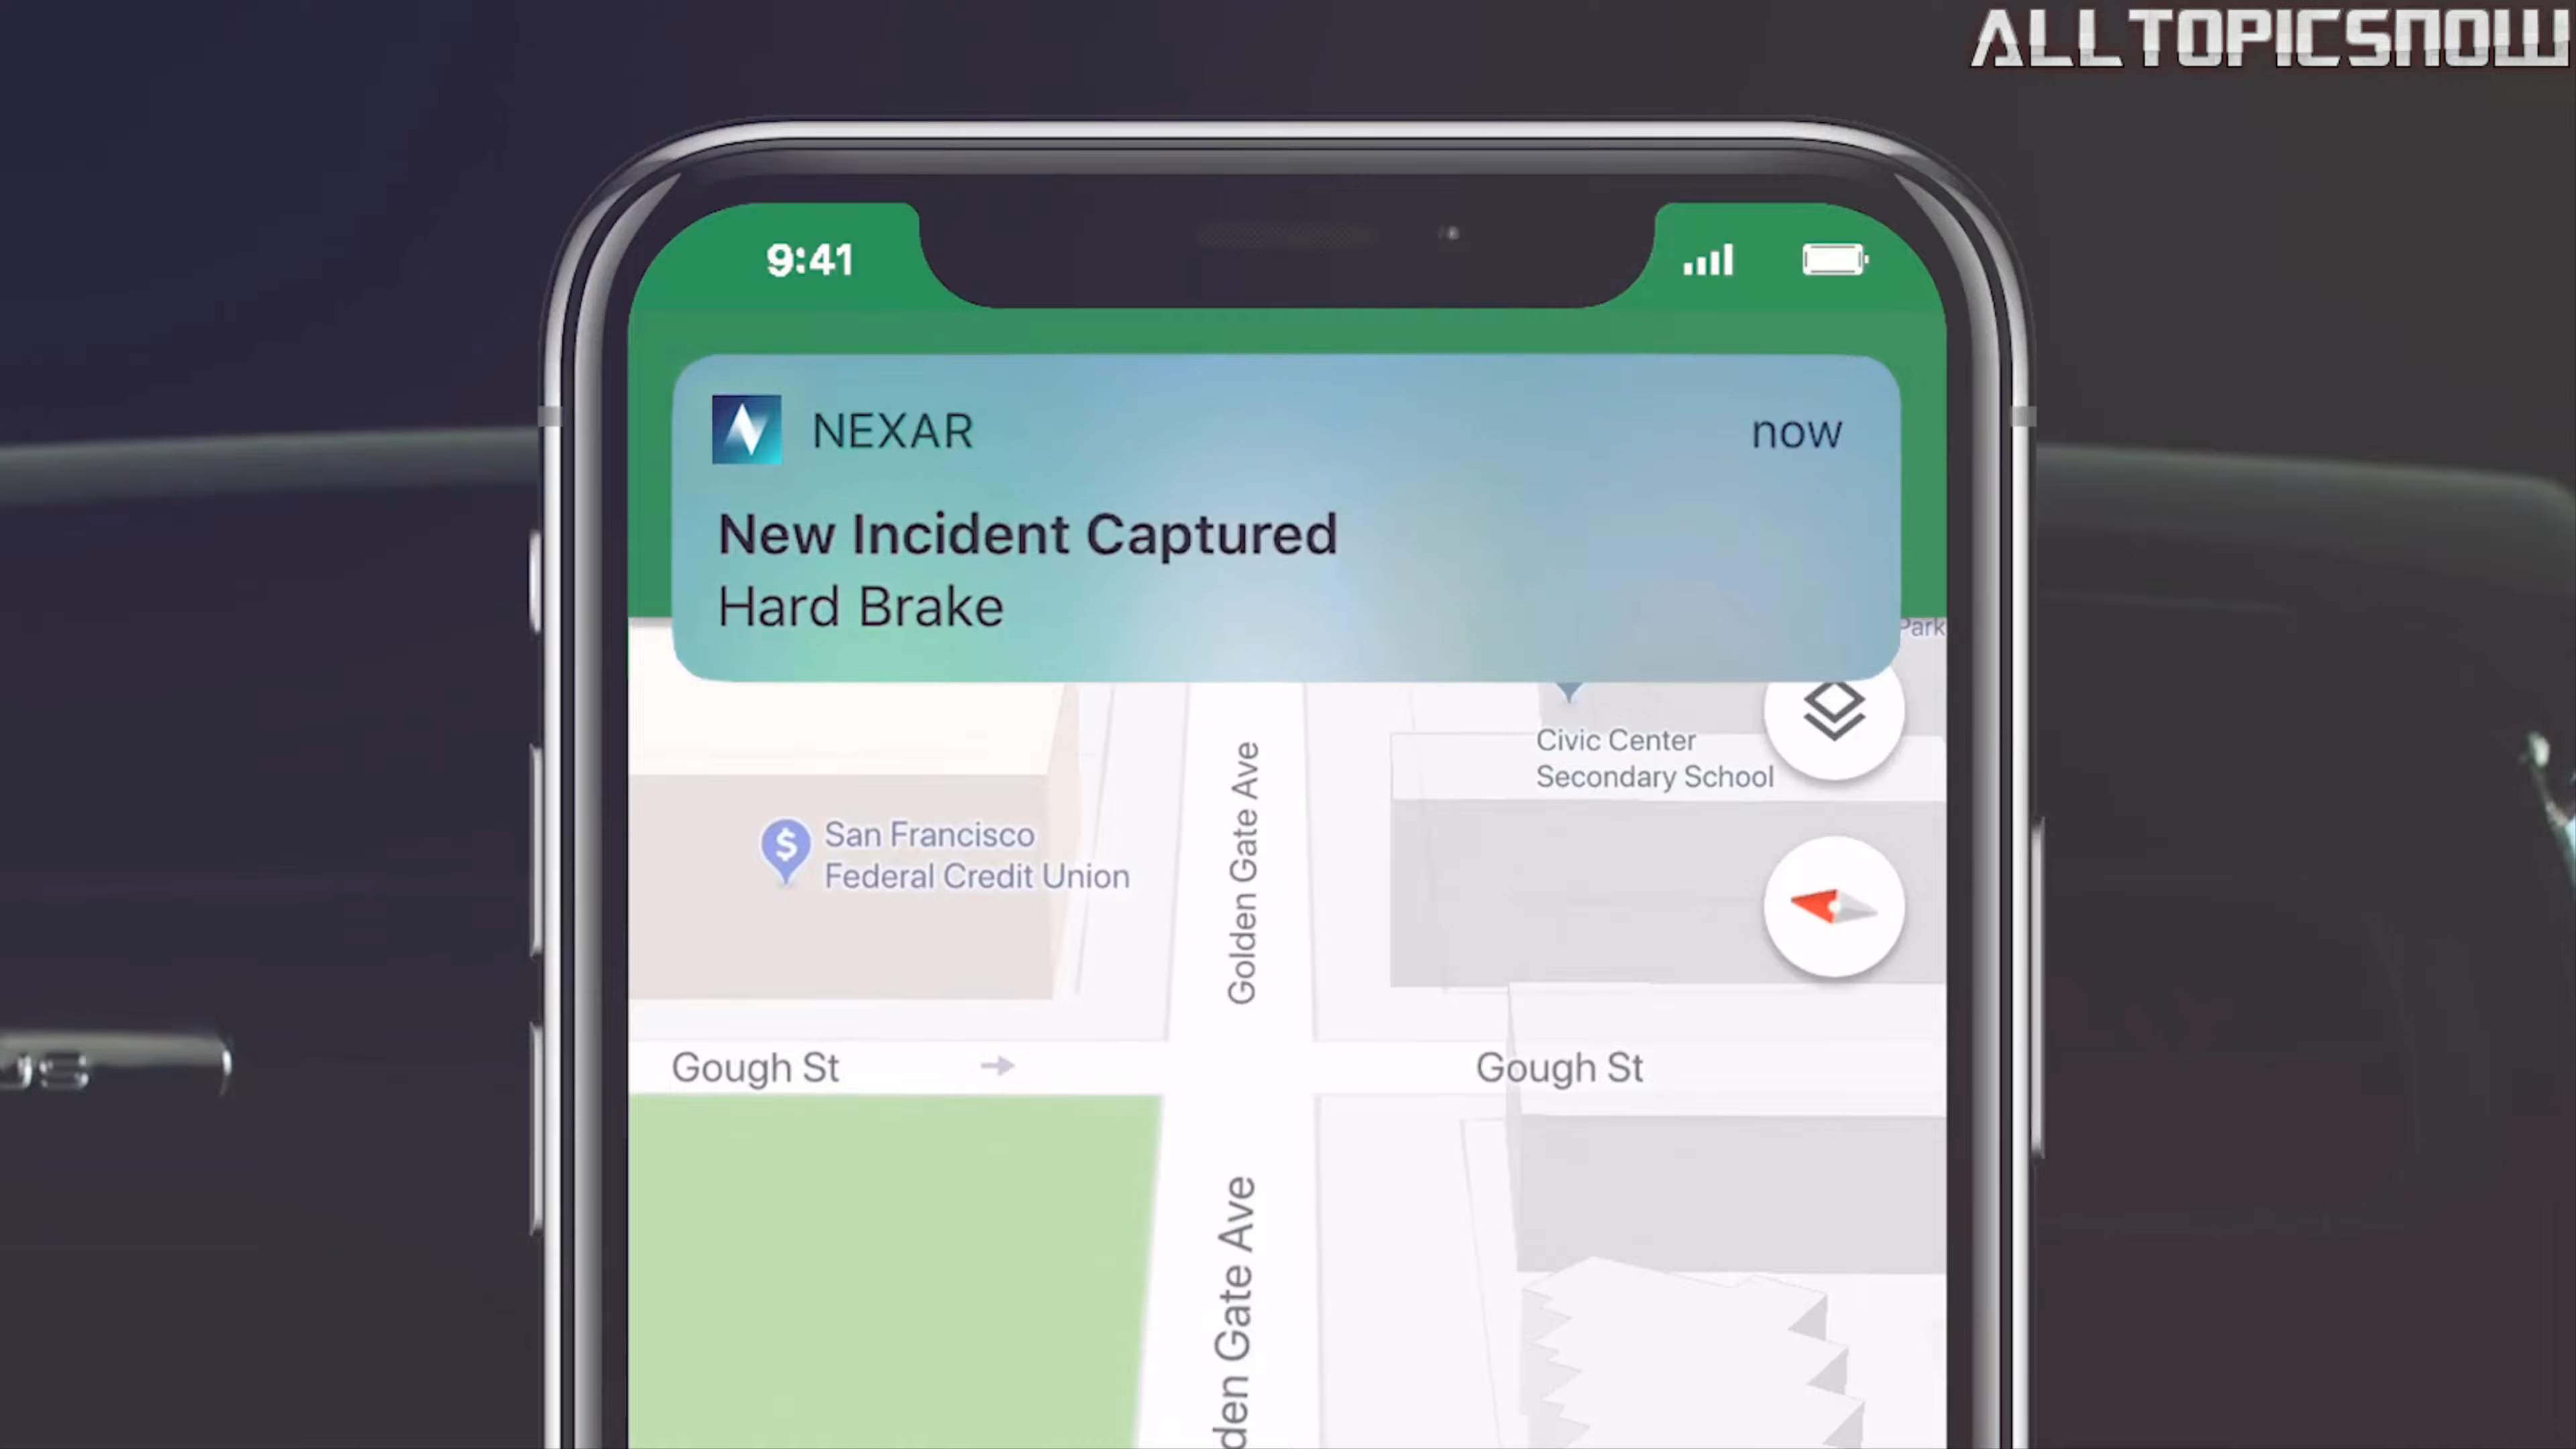 ALLTOPICSNOW
9:41
NEXAR
now
New Incident Captured
Hard Brake
Park
Civic Center
Secondary School
San Francisco
Federal Credit Union
Golden Gate Ave
Gough St
Gough St
den Gate Ave